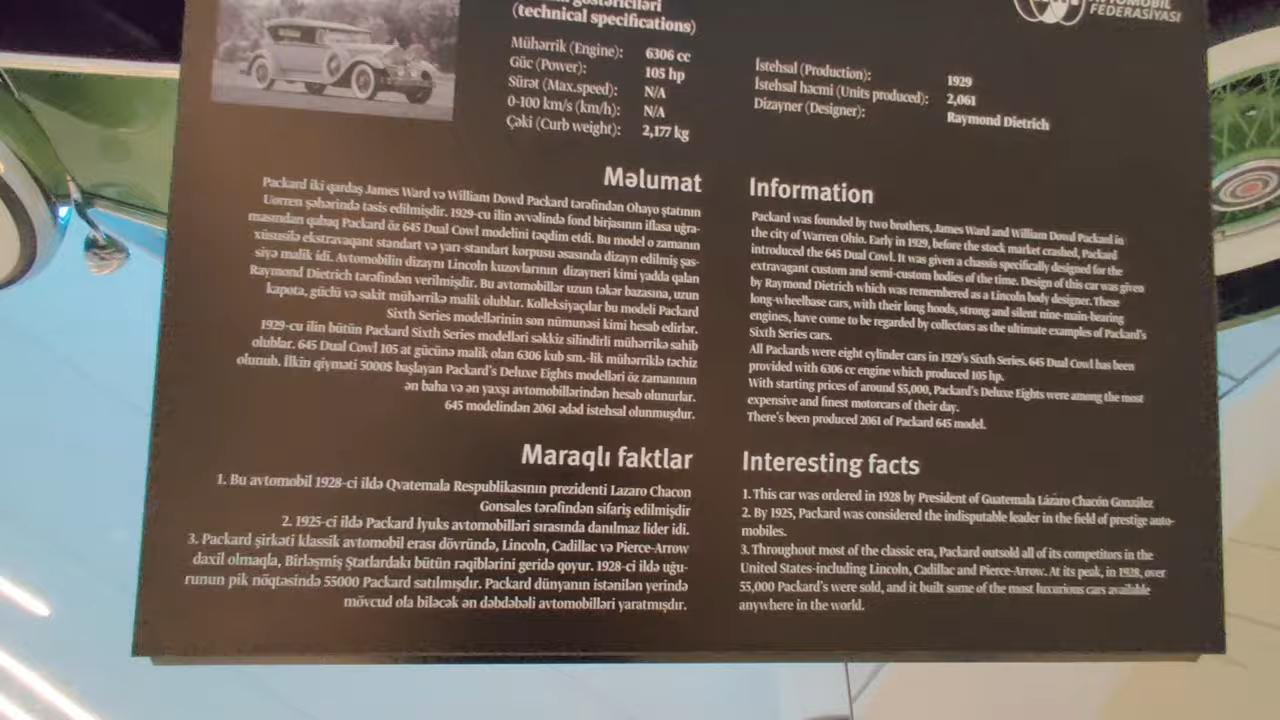 (technical specifications)
Mühərrik (Engine): 6306 cc
Güc (Power): 105 hp
Sürət (Max.speed): N/A
0-100 km/s (km/h): N/A
Çəki (Curb weight): 2,177 kg
FEDERASİYASI
İstehsal (Production): 1929
İstehsal həcmi (Units produced): 2,061
Dizayner (Designer): Raymond Dietrich
Məlumat
Packard iki qardaş James Ward və William Dowd Packard tərəfindən Ohayo ştatının
Uorren şəhərində təsis edilmişdir. 1929-cu ilin əvvəlində fond birjasının iflasa uğra-
masından qabaq Packard öz 645 Dual Cowl modelini təqdim etdi. Bu model o zamanın
xüsusilə ekstravaqant standart və yarı-standart korpusu əsasında dizayn edilmiş şas-
siyə malik idi. Avtomobilin dizaynı Lincoln kuzovlarının dizayneri kimi yadda qalan
Raymond Dietrich tərəfindən verilmişdir. Bu avtomobillər uzun təkər bazasına, uzun
kapota, güclü və sakit mühərrikə malik olublar. Kolleksiyaçılar bu modeli Packard
Sixth Series modellərinin son nümunəsi kimi hesab edirlər.
1929-cu ilin bütün Packard Sixth Series modelləri səkkiz silindirli mühərrikə sahib
olublar. 645 Dual Cowl 105 at gücünə malik olan 6306 kub sm.-lik mühərriklə təchiz
olunub. İlkin qiyməti 5000$ başlayan Packard's Deluxe Eights modelləri öz zamanının
ən baha və ən yaxşı avtomobillərindən hesab olunurlar.
645 modelindən 2061 ədəd istehsal olunmuşdur.
Information
Packard was founded by two brothers, James Ward and William Dowd Packard in
the city of Warren Ohio. Early in 1929, before the stock market crashed, Packard
introduced the 645 Dual Cowl. It was given a chassis specifically designed for the
extravagant custom and semi-custom bodies of the time. Design of this car was given
by Raymond Dietrich which was remembered as a Lincoln body designer. These
long-wheelbase cars, with their long hoods, strong and silent nine-main-bearing
engines, have come to be regarded by collectors as the ultimate examples of Packard's
Sixth Series cars.
All Packards were eight cylinder cars in 1929's Sixth Series. 645 Dual Cowl has been
provided with 6306 cc engine which produced 105 hp.
With starting prices of around $5,000, Packard's Deluxe Eights were among the most
expensive and finest motorcars of their day.
There's been produced 2061 of Packard 645 model.
Maraqlı faktlar
1. Bu avtomobil 1928-ci ildə Qvatemala Respublikasının prezidenti Lazaro Chacon
Gonsales tərəfindən sifariş edilmişdir
2. 1925-ci ildə Packard lyuks avtomobilləri sırasında danılmaz lider idi.
3. Packard şirkəti klassik avtomobil erası dövründə, Lincoln, Cadillac və Pierce-Arrow
daxil olmaqla, Birləşmiş Ştatlardakı bütün rəqiblərini geridə qoyur. 1928-ci ildə uğu-
runun pik nöqtəsində 55000 Packard satılmışdır. Packard dünyanın istənilən yerində
mövcud ola biləcək ən dəbdəbəli avtomobilləri yaratmışdır.
Interesting facts
1. This car was ordered in 1928 by President of Guatemala Lázaro Chacón González
2. By 1925, Packard was considered the indisputable leader in the field of prestige auto-
mobiles.
3. Throughout most of the classic era, Packard outsold all of its competitors in the
United States-including Lincoln, Cadillac and Pierce-Arrow. At its peak, in 1928, over
55,000 Packard's were sold, and it built some of the most luxurious cars available
anywhere in the world.